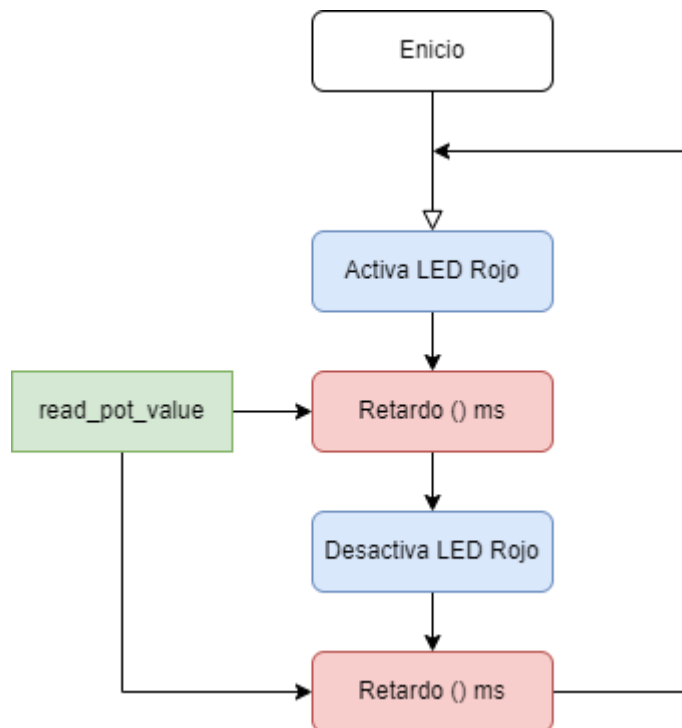 Enicio
Activa LED Rojo
read_pot_value
Retardo () ms
Desactiva LED Rojo
Retardo () ms